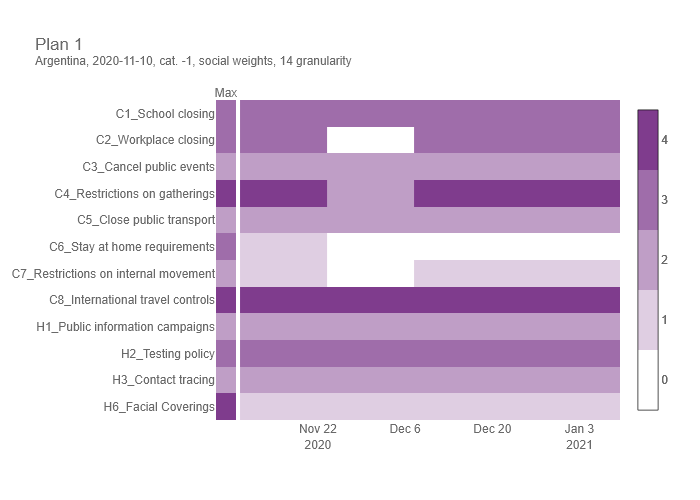 Plan 1
Argentina, 2020-11-10, cat. -1, social weights, 14 granularity
Max
C1_School closing
C2_Workplace closing
C3_Cancel public events
C4_Restrictions on gatherings
C5_Close public transport
C6_Stay at home requirements
C7_Restrictions on internal movement
C8_International travel controls
H1_Public information campaigns
H2_Testing policy
H3_Contact tracing
H6_Facial Coverings
Nov 22 Dec 6 Dec 20 Jan 3
2020 2021
4
3
2
1
0